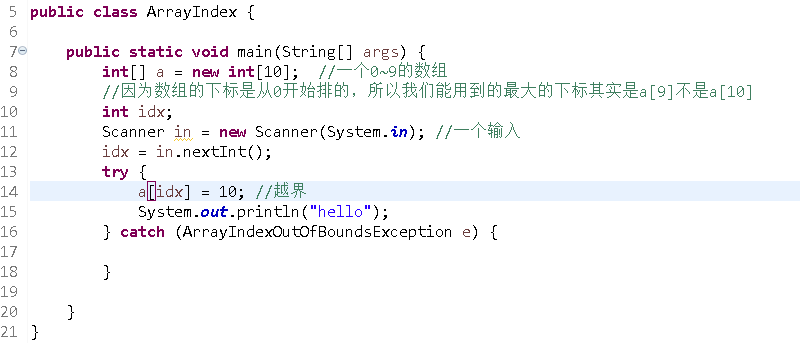 5 public class ArrayIndex {
6
7 public static void main(String[] args) {
8 int[] a = new int[10]; //一个0~9的数组
9 //因为数组的下标是从0开始排的，所以我们能用到的最大的下标其实是a[9]不是a[10]
10 int idx;
11 Scanner in = new Scanner(System.in); //一个输入
12 idx = in.nextInt();
13 try {
14 a[idx] = 10; //越界
15 System.out.println("hello");
16 } catch (ArrayIndexOutOfBoundsException e) {
17
18 }
19
20 }
21 }